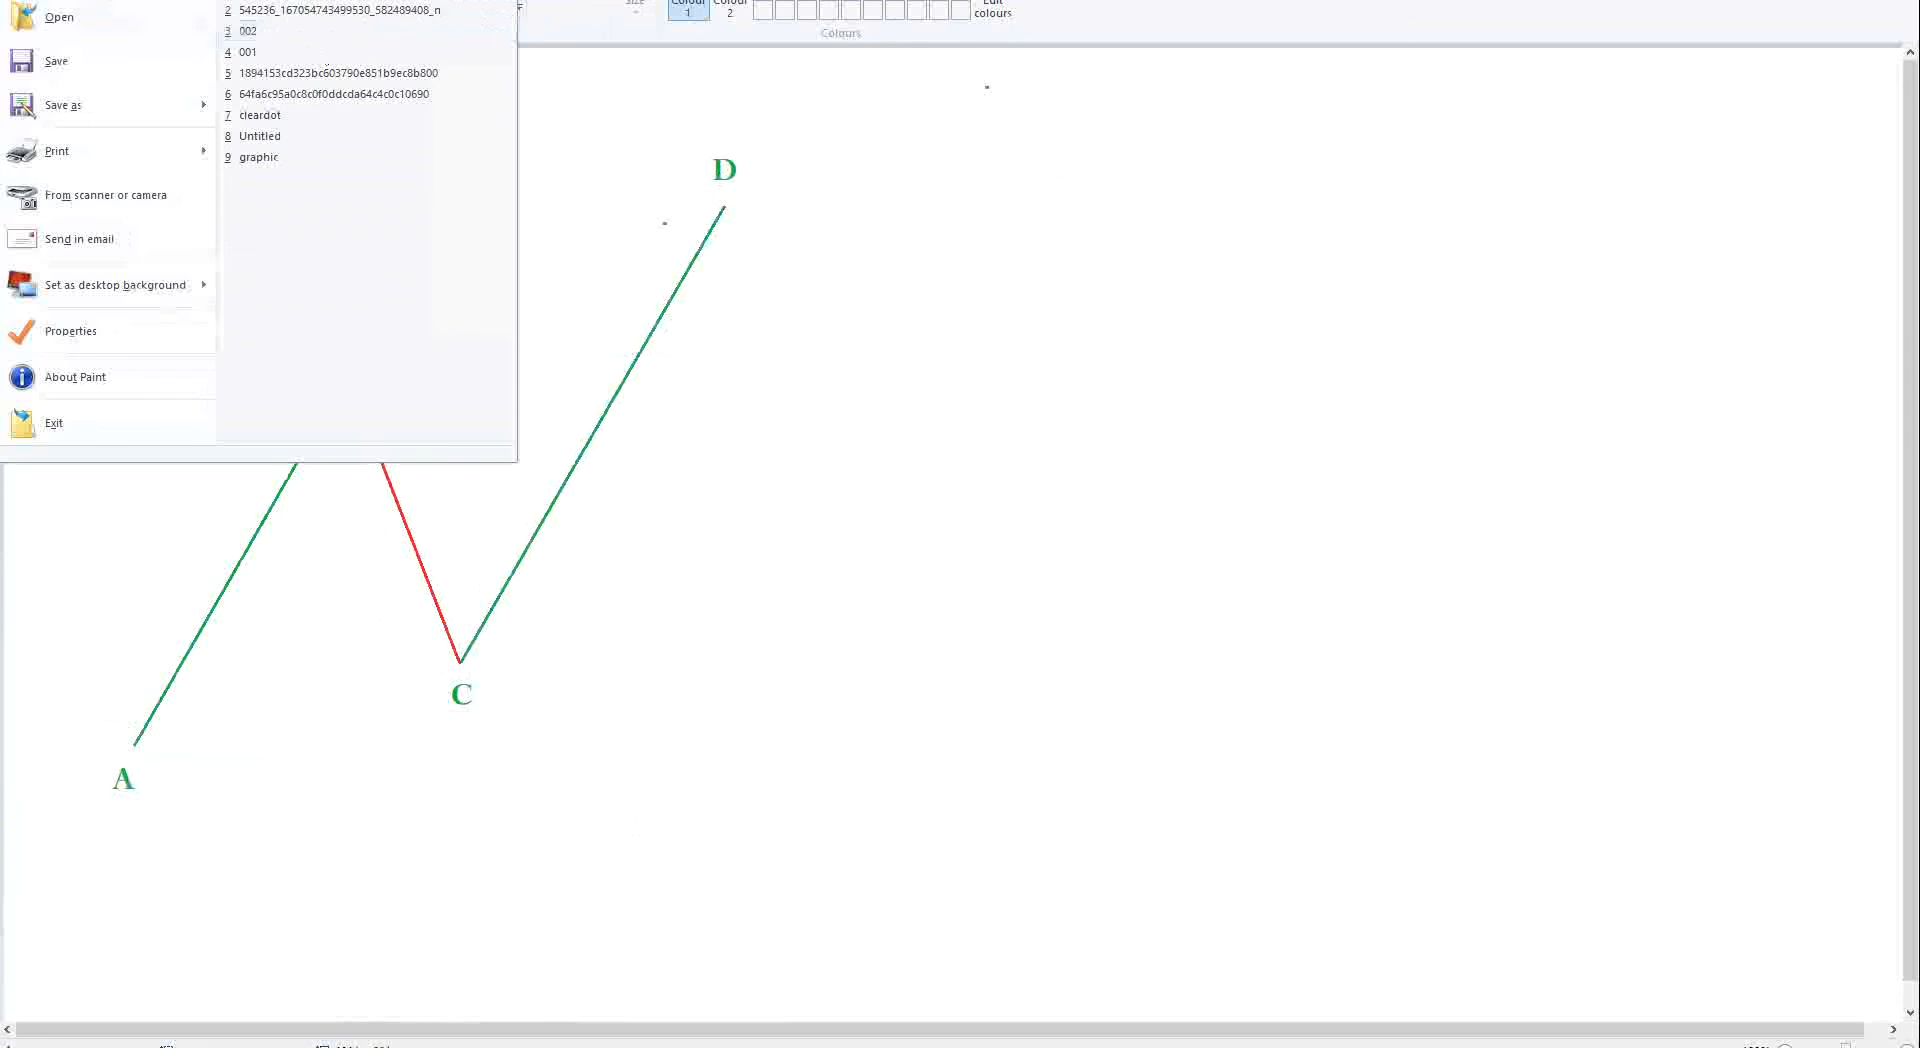 Open
Save
Save as
Print
From scanner or camera
Send in email
Set as desktop background
Properties
About Paint
Exit
2 545236_167054743499530_582489408_n
3 002
4 001
5 1894153cd323bc603790e851b9ec8b800
6 64fa6c95a0c8c0f0ddcda64c4c0c10690
7 cleardot
8 Untitled
9 graphic
Size
Colour
1
Colour
2
Edit
colours
Colours
D
C
A